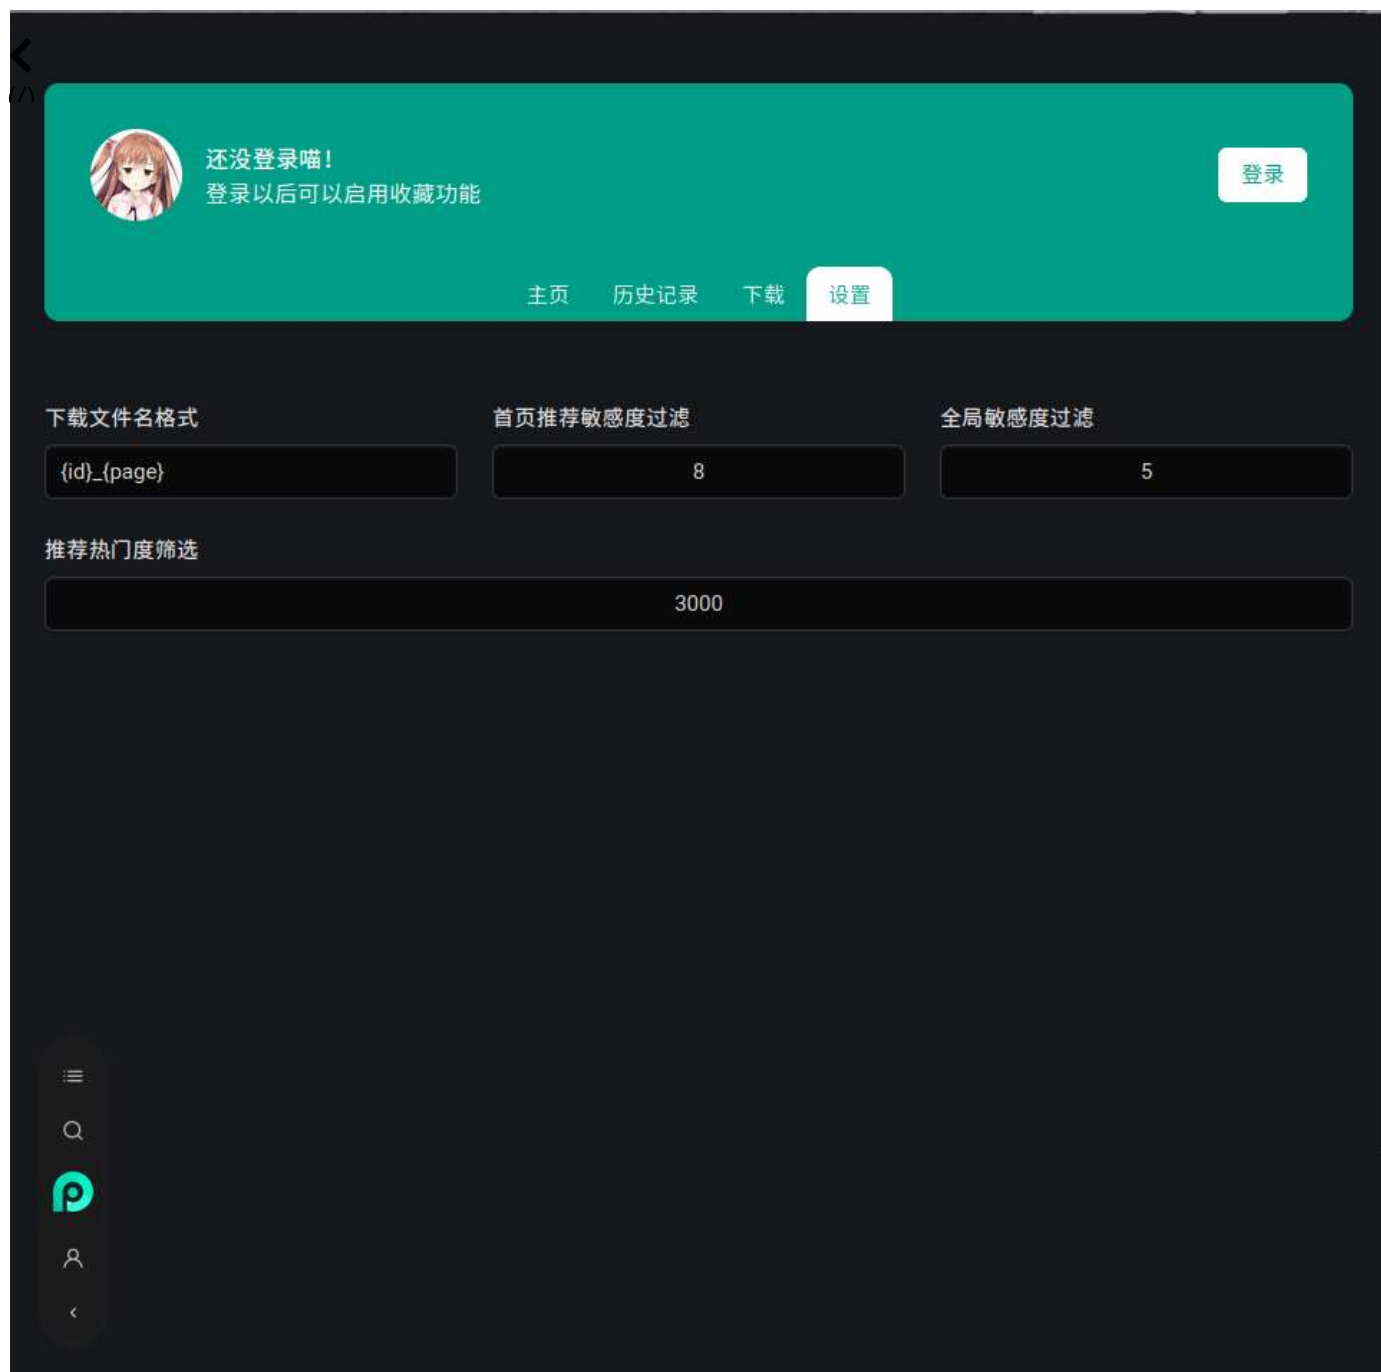 (/)
还没登录喵!
登录
登录以后可以启用收藏功能
主页 历史记录 下载 设置
下载文件名格式 首页推荐敏感度过滤 全局敏感度过滤
{id}_{page} 8 5
推荐热门度筛选
3000